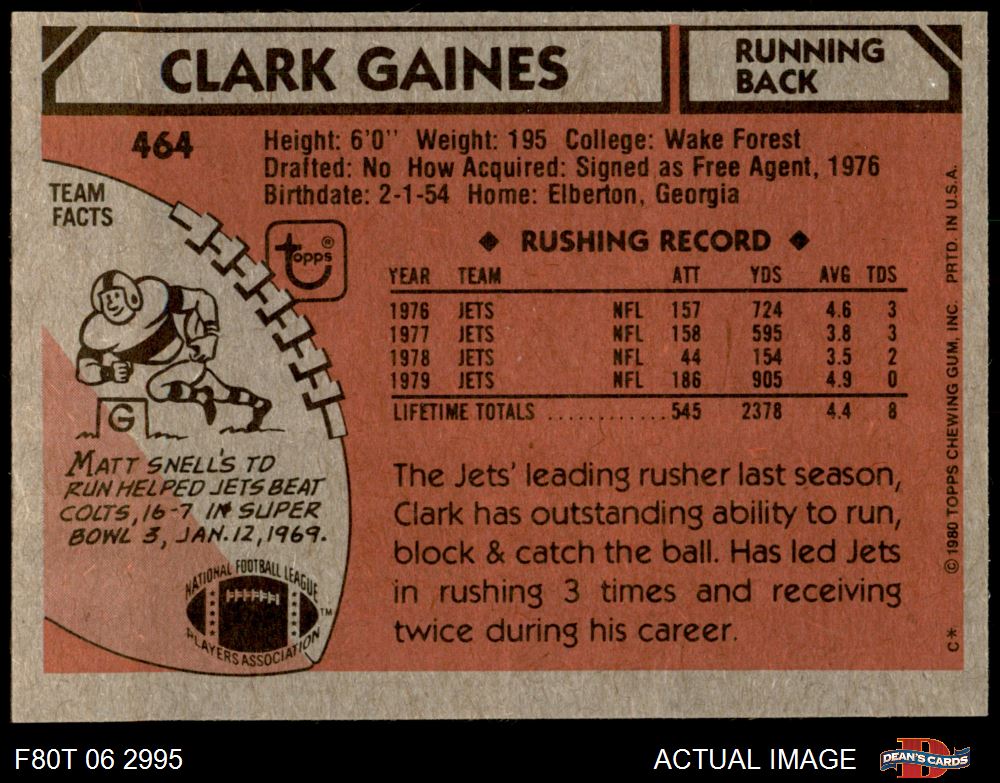 CLARK GAINES
RUNNING
BACK
464
Height: 6'0" Weight: 195 College: Wake Forest
Drafted: No How Acquired: Signed as Free Agent, 1976
Birthdate: 2-1-54 Home: Elberton, Georgia
TEAM
FACTS
topps®
◆ RUSHING RECORD ◆
YEAR TEAM ATT YDS AVG TDS
1976 JETS NFL 157 724 4.6 3
1977 JETS NFL 158 595 3.8 3
1978 JETS NFL 44 154 3.5 2
1979 JETS NFL 186 905 4.9 0
LIFETIME TOTALS ............545 2378 4.4 8
G
MATT SNELL'S TD
RUN HELPED JETS BEAT
COLTS, 16-7 IN SUPER
BOWL 3, JAN. 12, 1969.
The Jets' leading rusher last season,
Clark has outstanding ability to run,
block & catch the ball. Has led Jets
in rushing 3 times and receiving
twice during his career.
NATIONAL FOOTBALL LEAGUE
PLAYERS ASSOCIATION
TM
C* © 1980 TOPPS CHEWING GUM, INC. PRTD. IN U.S.A.
F80T 06 2995
ACTUAL IMAGE
DEAN'S CARDS